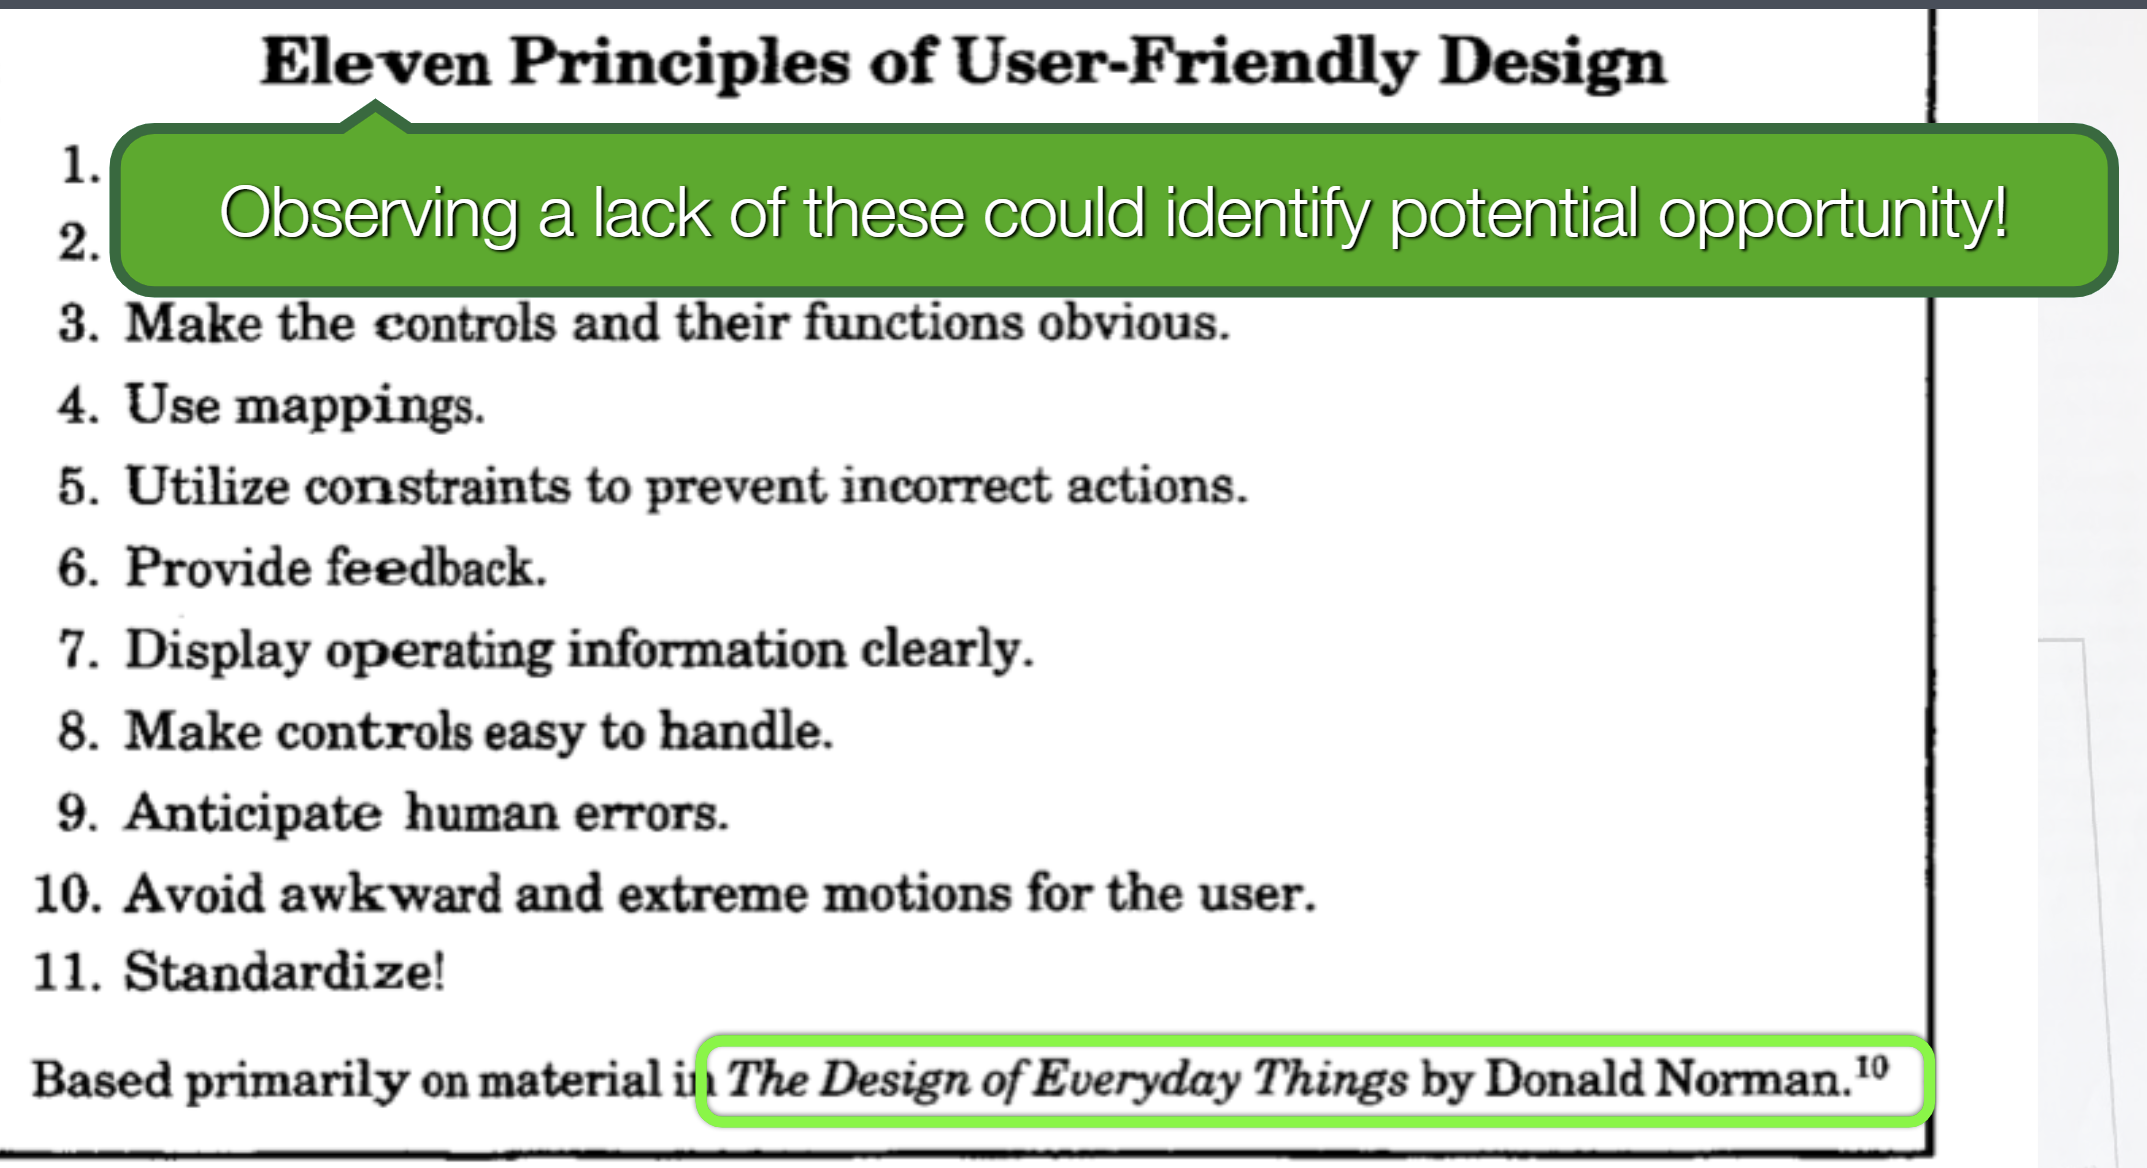 Eleven Principles of User-Friendly Design
1.
Observing a lack of these could identify potential opportunity!
2.
3. Make the controls and their functions obvious.
4. Use mappings.
5. Utilize constraints to prevent incorrect actions.
6. Provide feedback.
7. Display operating information clearly.
8. Make controls easy to handle.
9. Anticipate human errors.
10. Avoid awkward and extreme motions for the user.
11. Standardize!
Based primarily on material in The Design of Everyday Things by Donald Norman.10